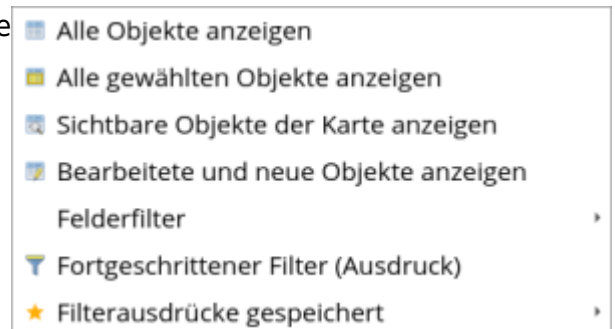 e
Alle Objekte anzeigen
Alle gewählten Objekte anzeigen
Sichtbare Objekte der Karte anzeigen
Bearbeitete und neue Objekte anzeigen
Felderfilter
Fortgeschrittener Filter (Ausdruck)
Filterausdrücke gespeichert